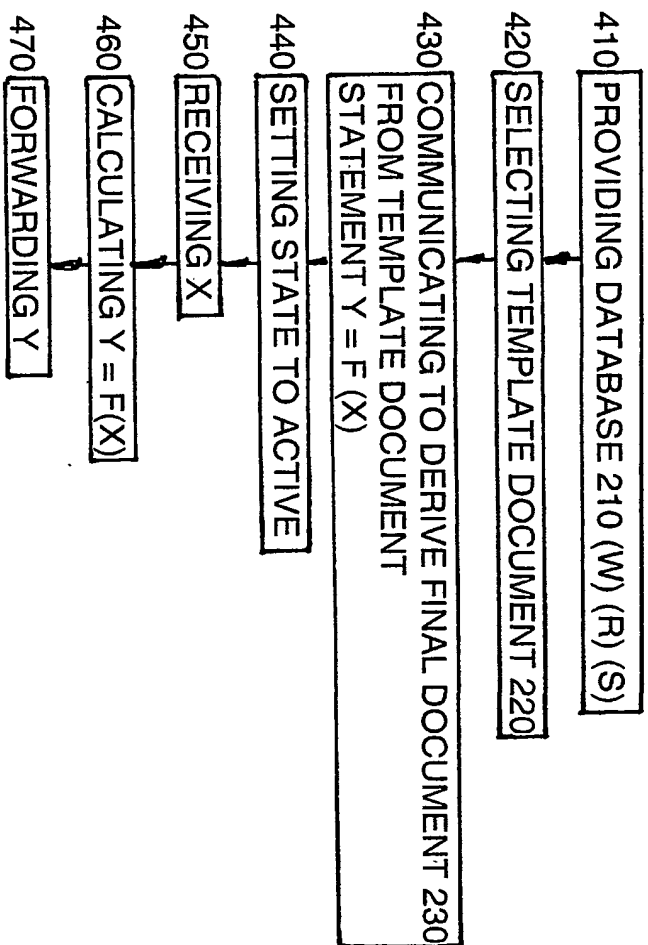 410 PROVIDING DATABASE 210 (W) (R) (S)
420 SELECTING TEMPLATE DOCUMENT 220
430 COMMUNICATING TO DERIVE FINAL DOCUMENT 230
FROM TEMPLATE DOCUMENT
STATEMENT Y = F (X)
440 SETTING STATE TO ACTIVE
450 RECEIVING X
460 CALCULATING Y = F(X)
470 FORWARDING Y